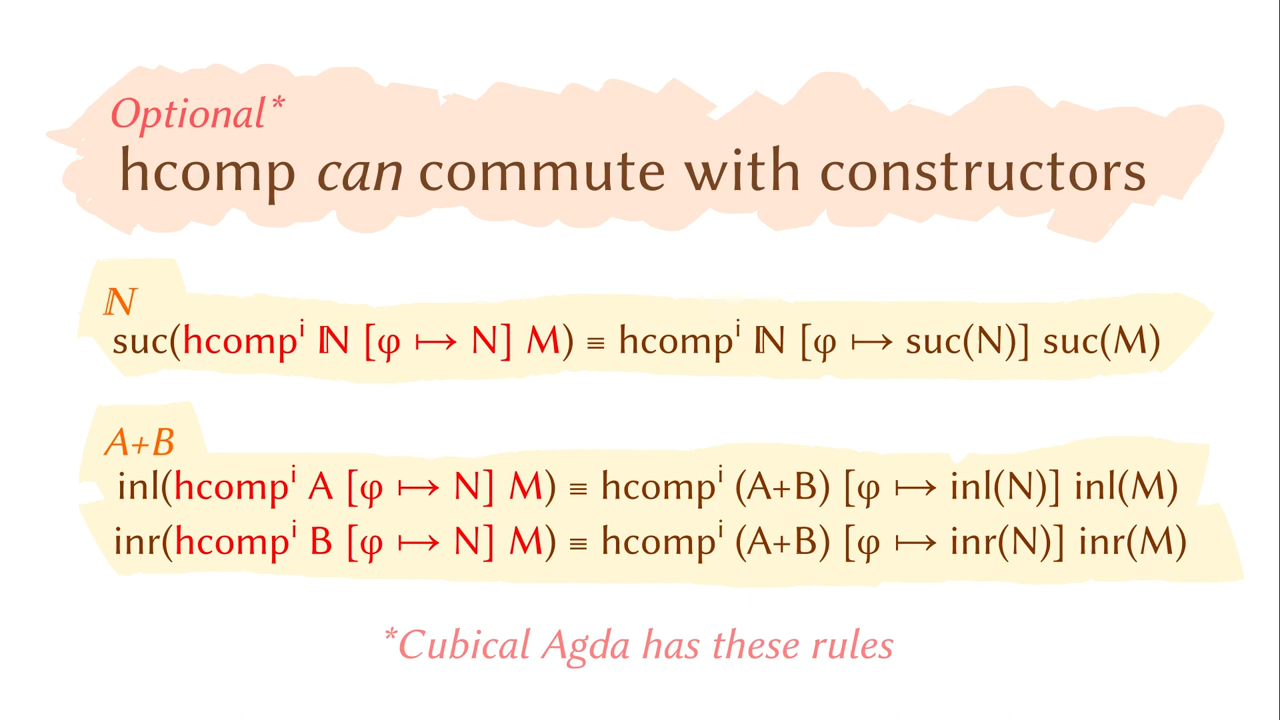 Optional*
hcomp can commute with constructors
ℕ
suc(hcompⁱ ℕ [φ ↦ N] M) ≡ hcompⁱ ℕ [φ ↦ suc(N)] suc(M)
A+B
inl(hcompⁱ A [φ ↦ N] M) ≡ hcompⁱ (A+B) [φ ↦ inl(N)] inl(M)
inr(hcompⁱ B [φ ↦ N] M) ≡ hcompⁱ (A+B) [φ ↦ inr(N)] inr(M)
*Cubical Agda has these rules